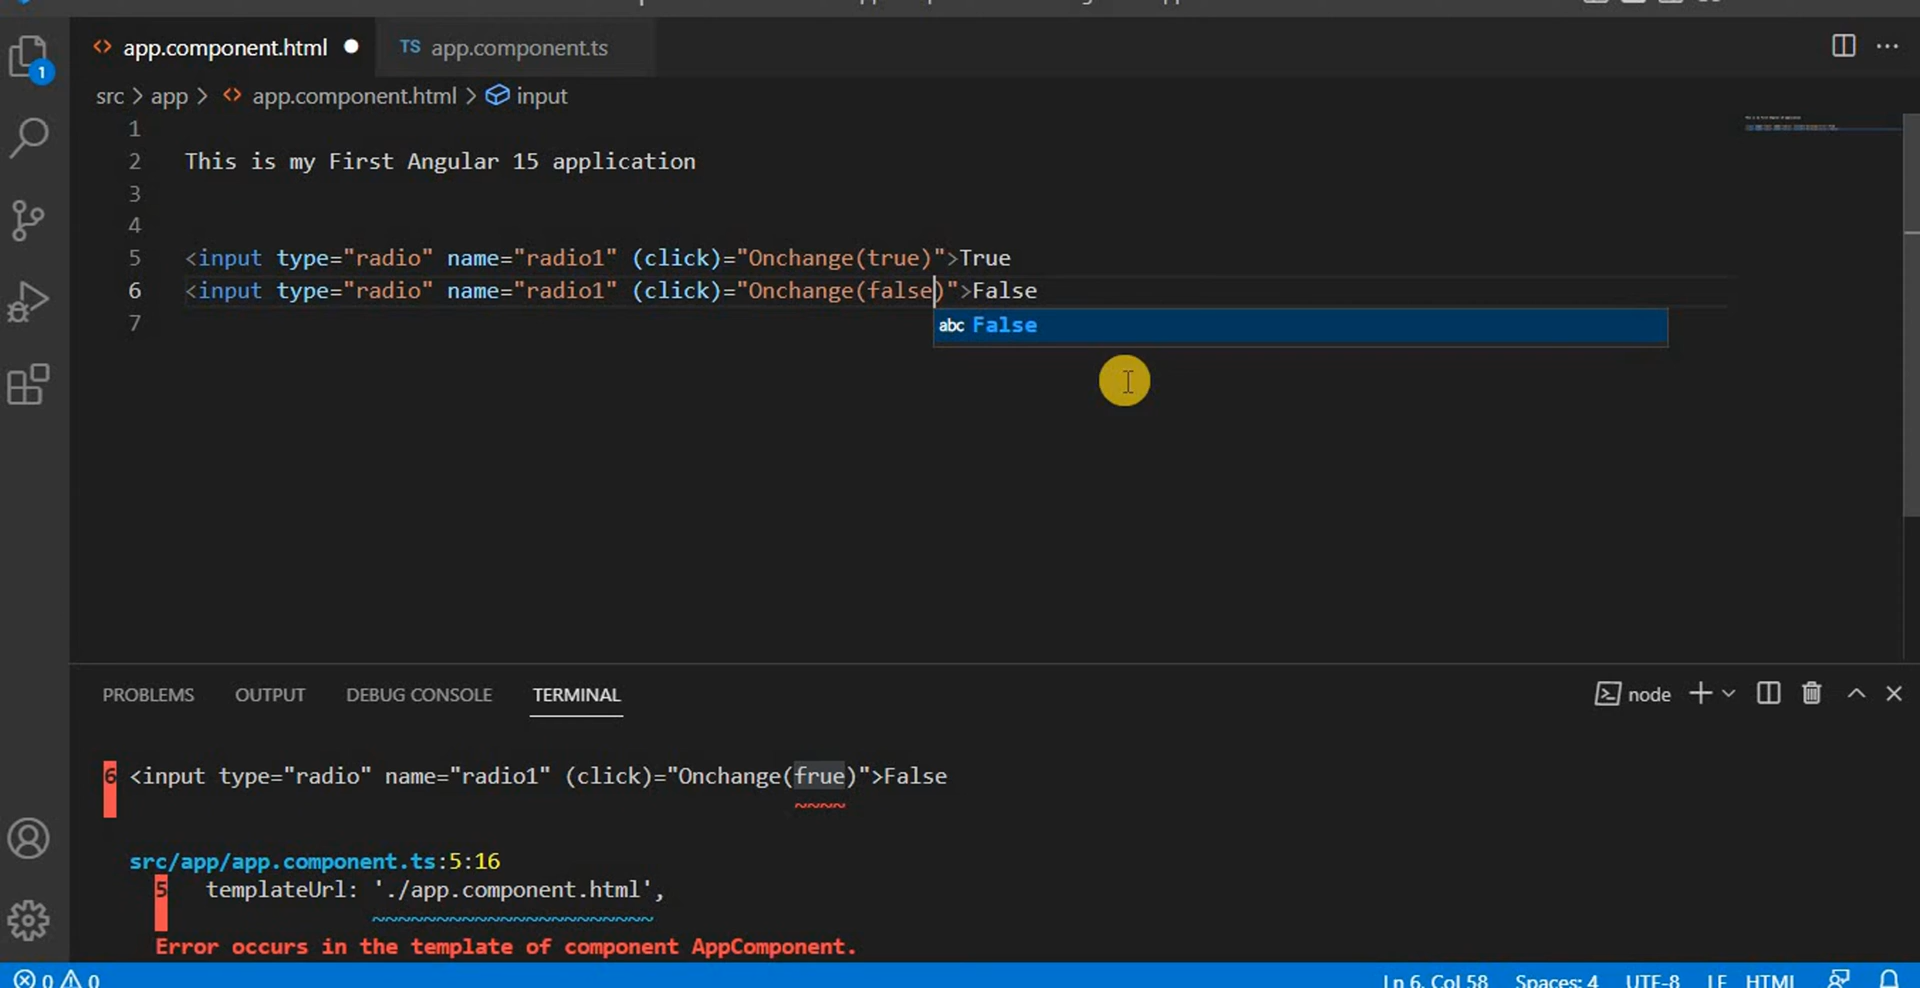 app.component.html
TS app.component.ts
1
src > app > app.component.html > input
1
2 This is my First Angular 15 application
3
4
5 <input type="radio" name="radio1" (click)="Onchange(true)">True
6 <input type="radio" name="radio1" (click)="Onchange(false)">False
7
abc False
PROBLEMS OUTPUT DEBUG CONSOLE TERMINAL node
6 <input type="radio" name="radio1" (click)="Onchange(frue)">False
~~~~
src/app/app.component.ts:5:16
5 templateUrl: './app.component.html',
~~~~~~~~~~~~~~~~~~~~~~
Error occurs in the template of component AppComponent.
0 0 Ln 6, Col 58 Spaces: 4 UTF-8 LF HTML